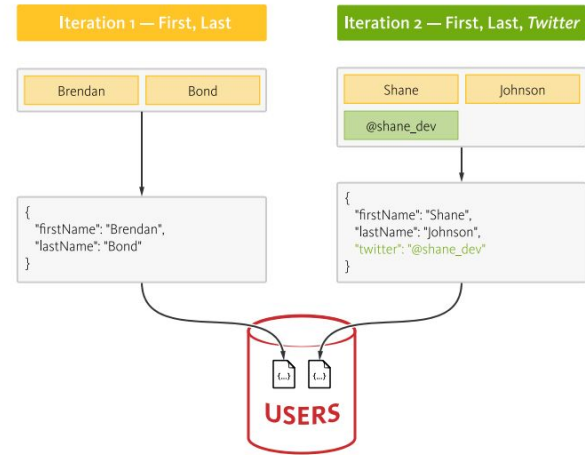 Iteration 1 — First, Last
Brendan
Bond
{
"firstName": "Brendan",
"lastName": "Bond"
}
Iteration 2 — First, Last, Twitter
Shane
Johnson
@shane_dev
{
"firstName": "Shane",
"lastName": "Johnson",
"twitter": "@shane_dev"
}
{...}
{...}
USERS